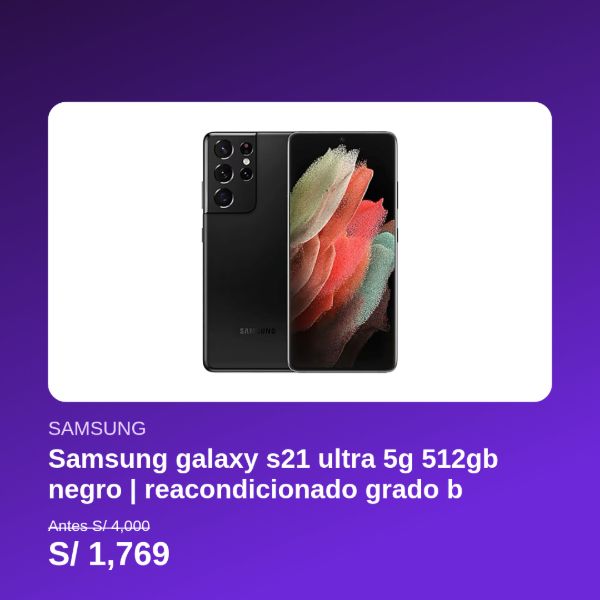 SAMSUNG
SAMSUNG
Samsung galaxy s21 ultra 5g 512gb
negro | reacondicionado grado b
Antes S/ 4,000
S/ 1,769